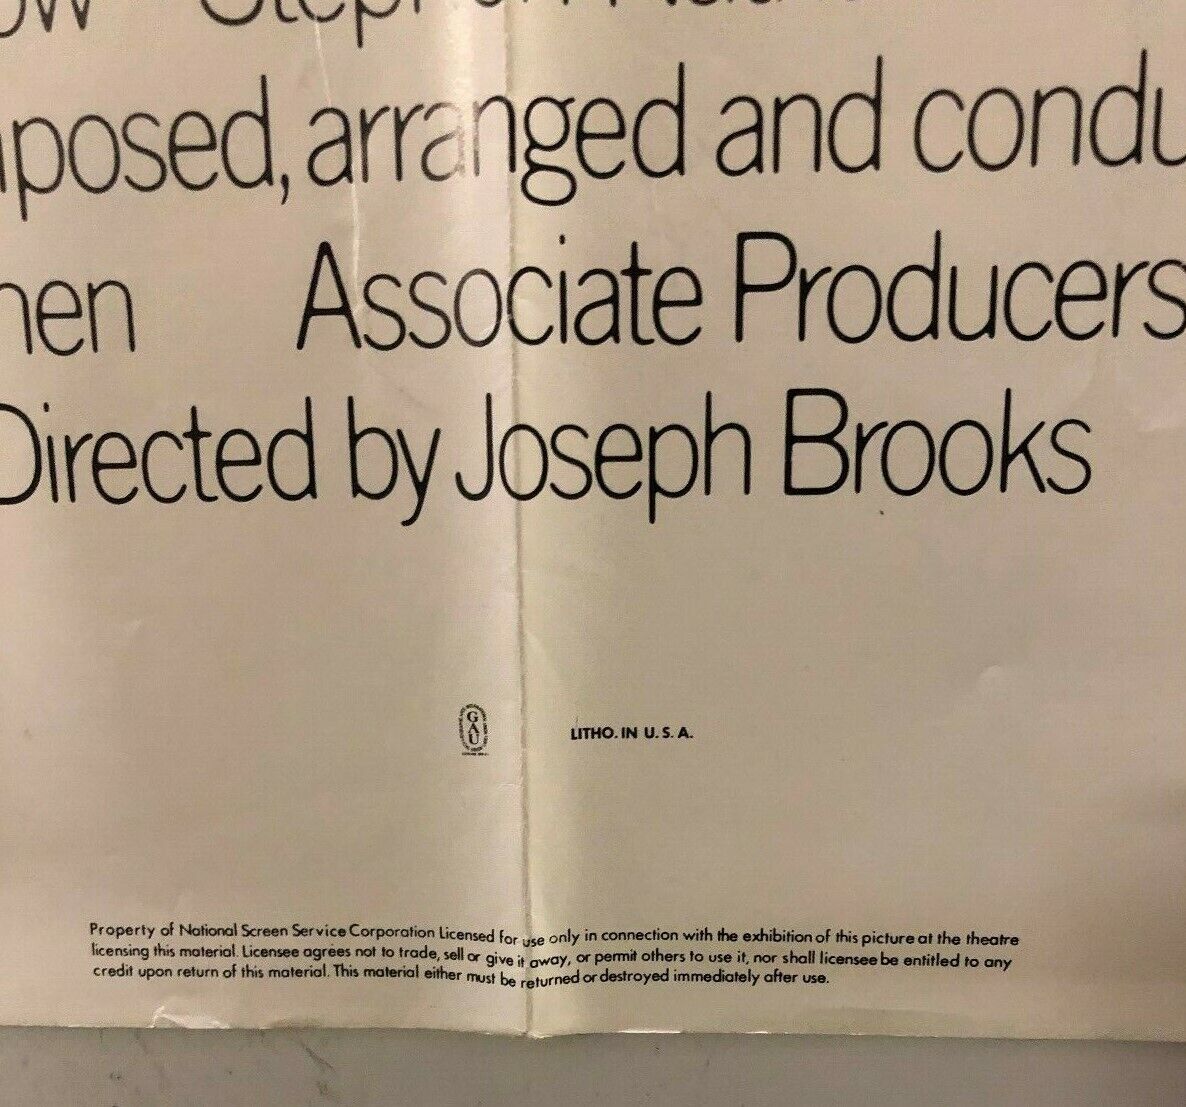 posed, arranged and condu
Associate Producers
Directed by Joseph Brooks
GAU
LITHO. IN U. S. A.
Property of National Screen Service Corporation Licensed for use only in connection with the exhibition of this picture at the theatre
licensing this material. Licensee agrees not to trade, sell or give it away, or permit others to use it, nor shall licensee be entitled to any
credit upon return of this material. This material either must be returned or destroyed immediately after use.